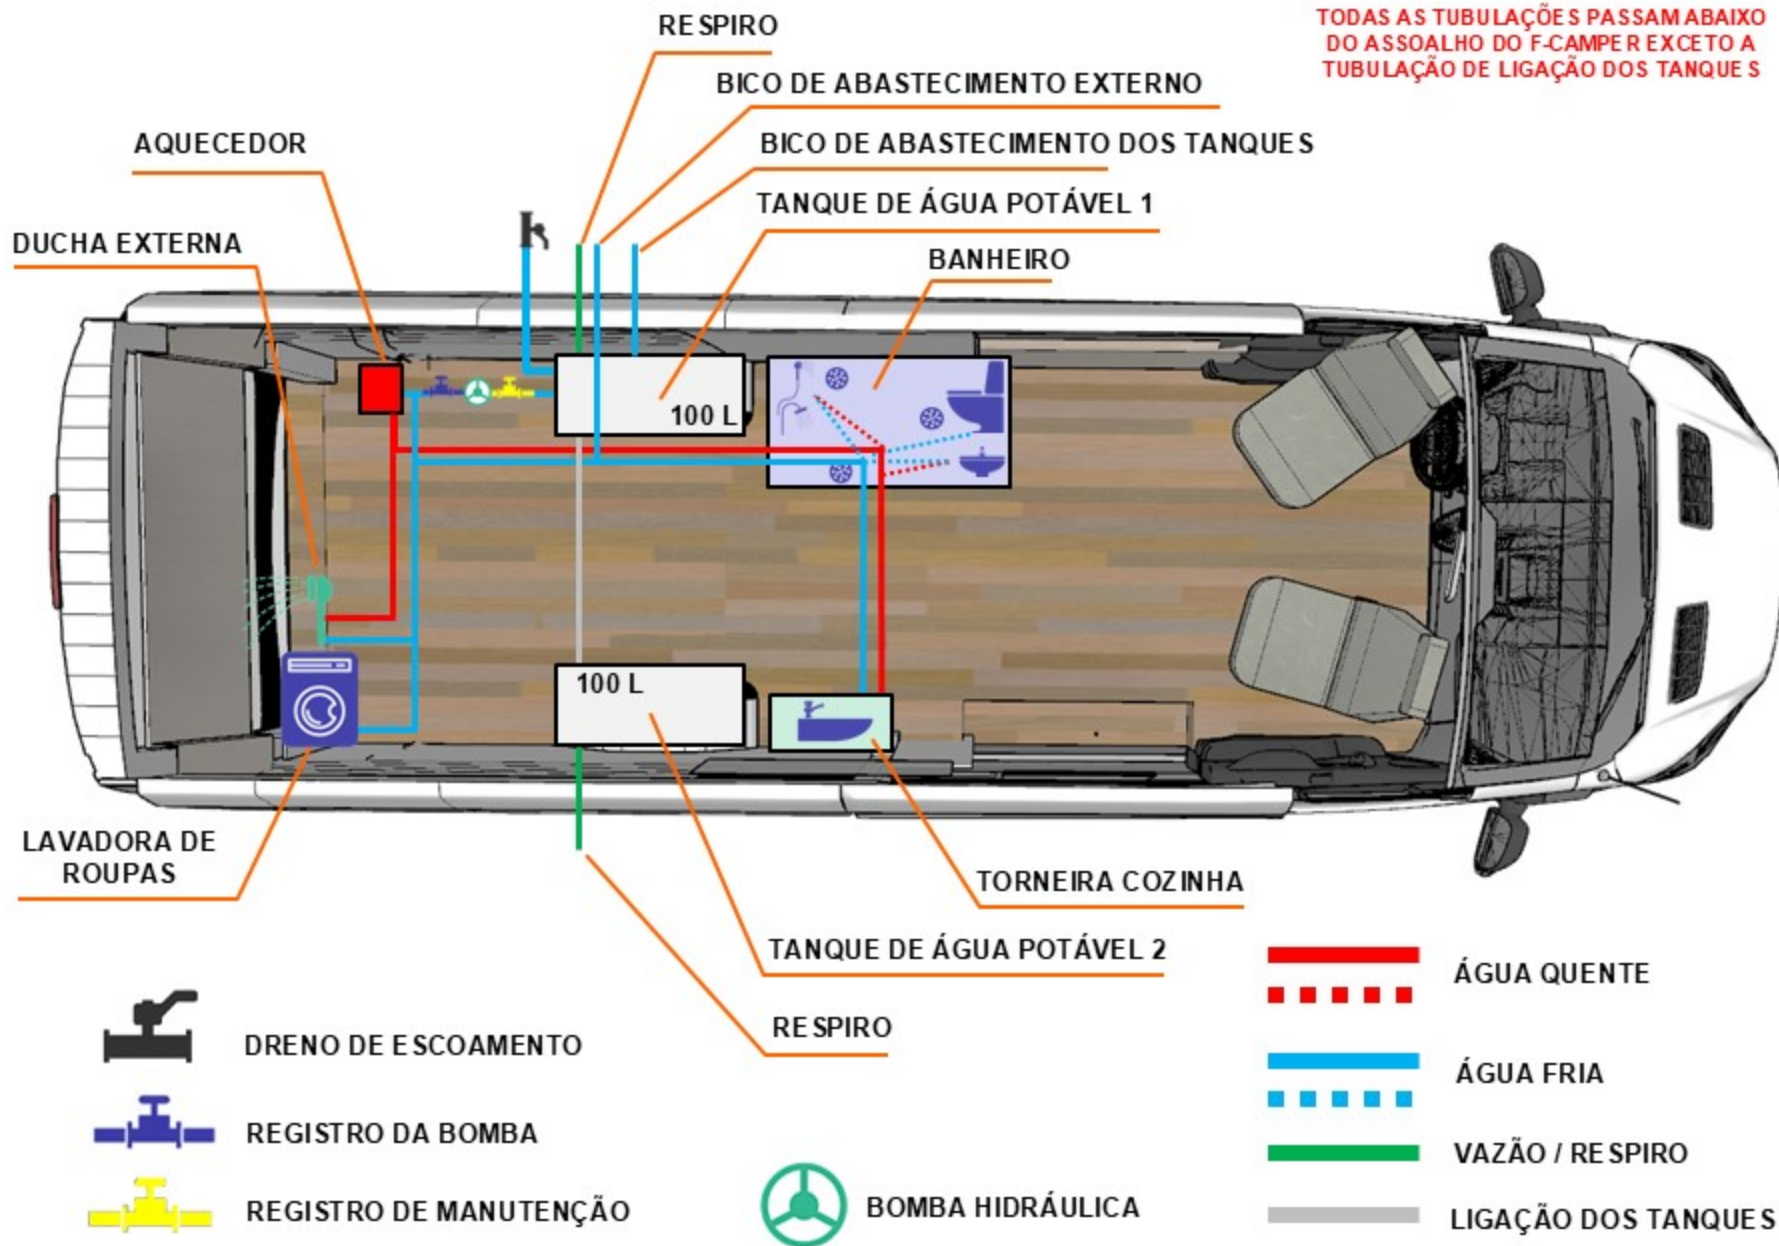 RESPIRO
TODAS AS TUBULAÇÕES PASSAM ABAIXO
DO ASSOALHO DO F-CAMPER EXCETO A
TUBULAÇÃO DE LIGAÇÃO DOS TANQUES
BICO DE ABASTECIMENTO EXTERNO
AQUECEDOR
BICO DE ABASTECIMENTO DOS TANQUES
TANQUE DE ÁGUA POTÁVEL 1
DUCHA EXTERNA
BANHEIRO
100 L
100 L
LAVADORA DE
ROUPAS
TORNEIRA COZINHA
TANQUE DE ÁGUA POTÁVEL 2
RESPIRO
DRENO DE ESCOAMENTO
REGISTRO DA BOMBA
REGISTRO DE MANUTENÇÃO
BOMBA HIDRÁULICA
ÁGUA QUENTE
ÁGUA FRIA
VAZÃO / RESPIRO
LIGAÇÃO DOS TANQUES